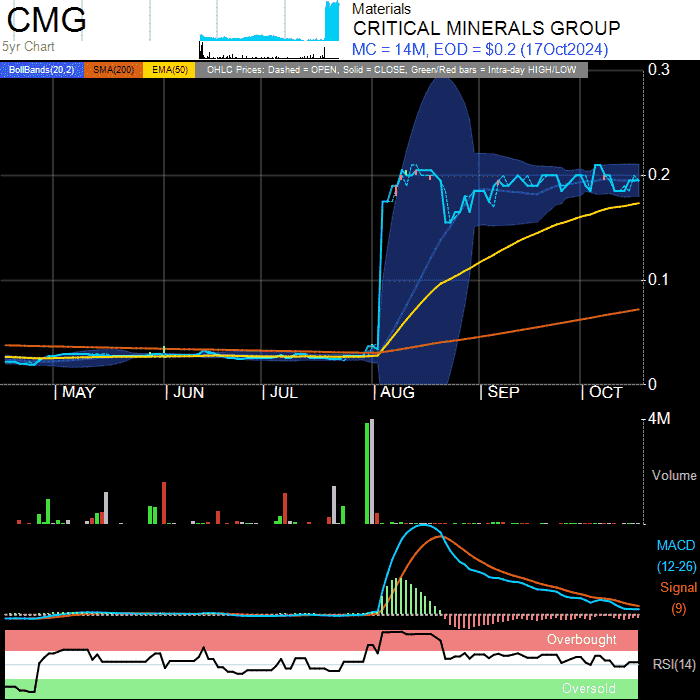 CMG
5yr Chart
Materials
CRITICAL MINERALS GROUP
MC = 14M, EOD = $0.2 (17Oct2024)
BollBands(20,2) SMA(200) EMA(50) OHLC Prices: Dashed = OPEN, Solid = CLOSE, Green/Red bars = Intra-day HIGH/LOW
0.3
0.2
0.1
0
MAY JUN JUL AUG SEP OCT
4M
Volume
MACD
(12-26)
Signal
(9)
Overbought
RSI(14)
Oversold